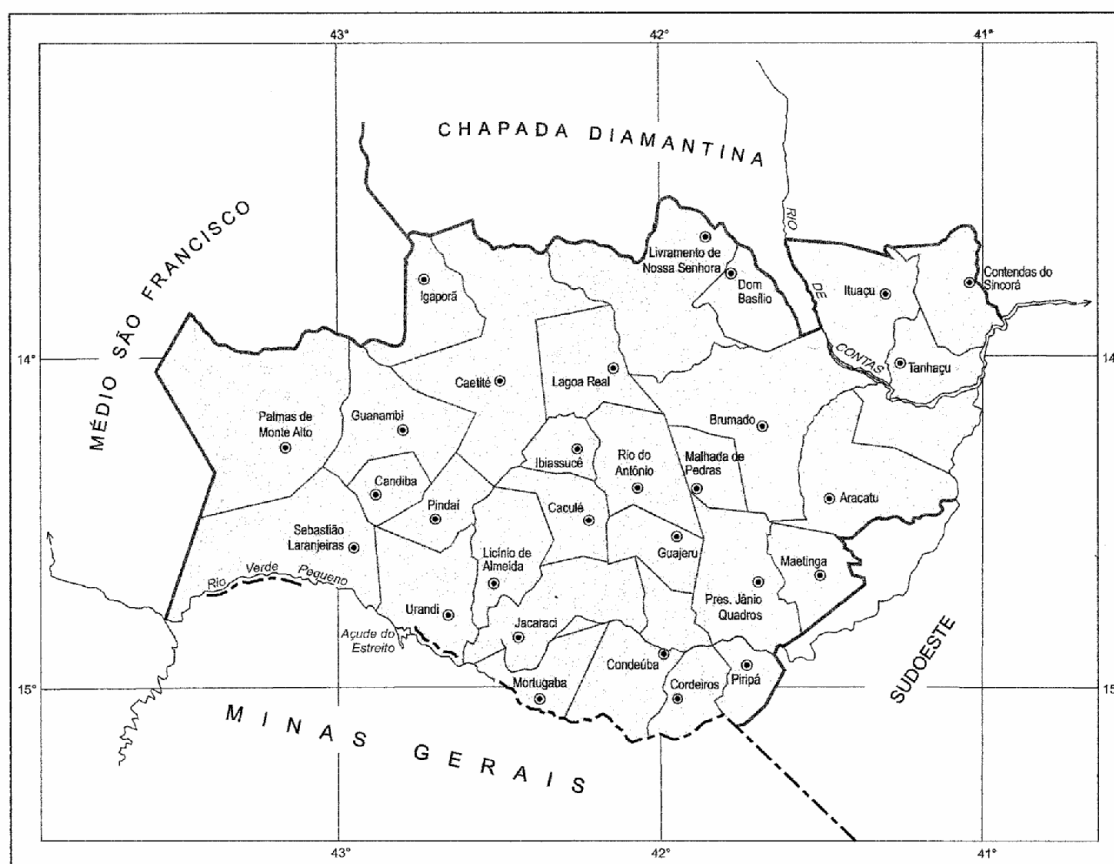 43°
42°
41°
CHAPADA DIAMANTINA
MÉDIO SÃO FRANCISCO
RIO
DE
CONTAS
Livramento de
Nossa Senhora
Dom
Basílio
Ituaçu
Contendas do
Sincorá
Igaporã
14°
14
Tanhaçu
Caetité
Lagoa Real
Palmas de
Monte Alto
Guanambi
Brumado
Ibiassucê
Rio do
Antônio
Malhada de
Pedras
Candiba
Pindaí
Caculé
Aracatu
Sebastião
Laranjeiras
Licínio de
Almeida
Guajeru
Maetinga
Rio Verde Pequeno
Pres. Jânio
Quadros
Urandi
Açude do
Estreito
Jacaraci
Condeúba
Mortugaba
Cordeiros
Piripá
SUDOESTE
15°
15
MINAS GERAIS
43°
42°
41°